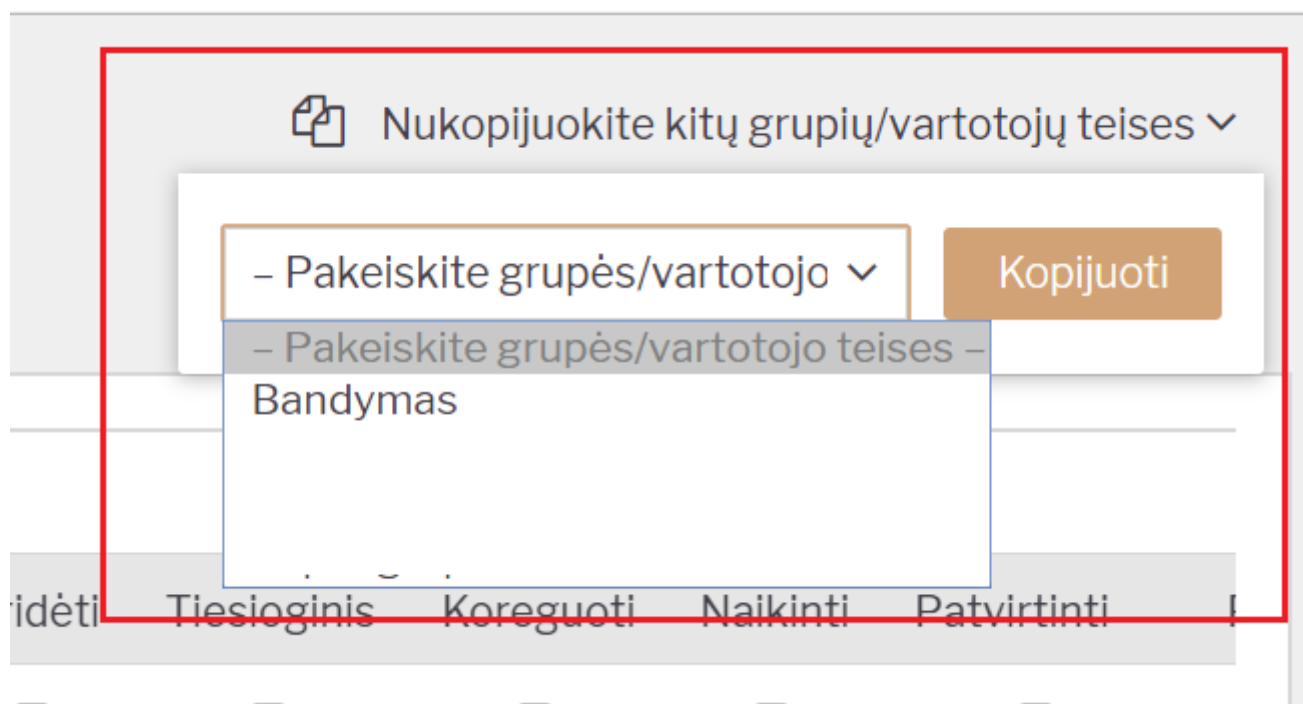 Nukopijuokite kitų grupių/vartotojų teises
– Pakeiskite grupės/vartotojo
Kopijuoti
– Pakeiskite grupės/vartotojo teises –
Bandymas
Tiesioginis Koreguoti Naikinti Patvirtinti